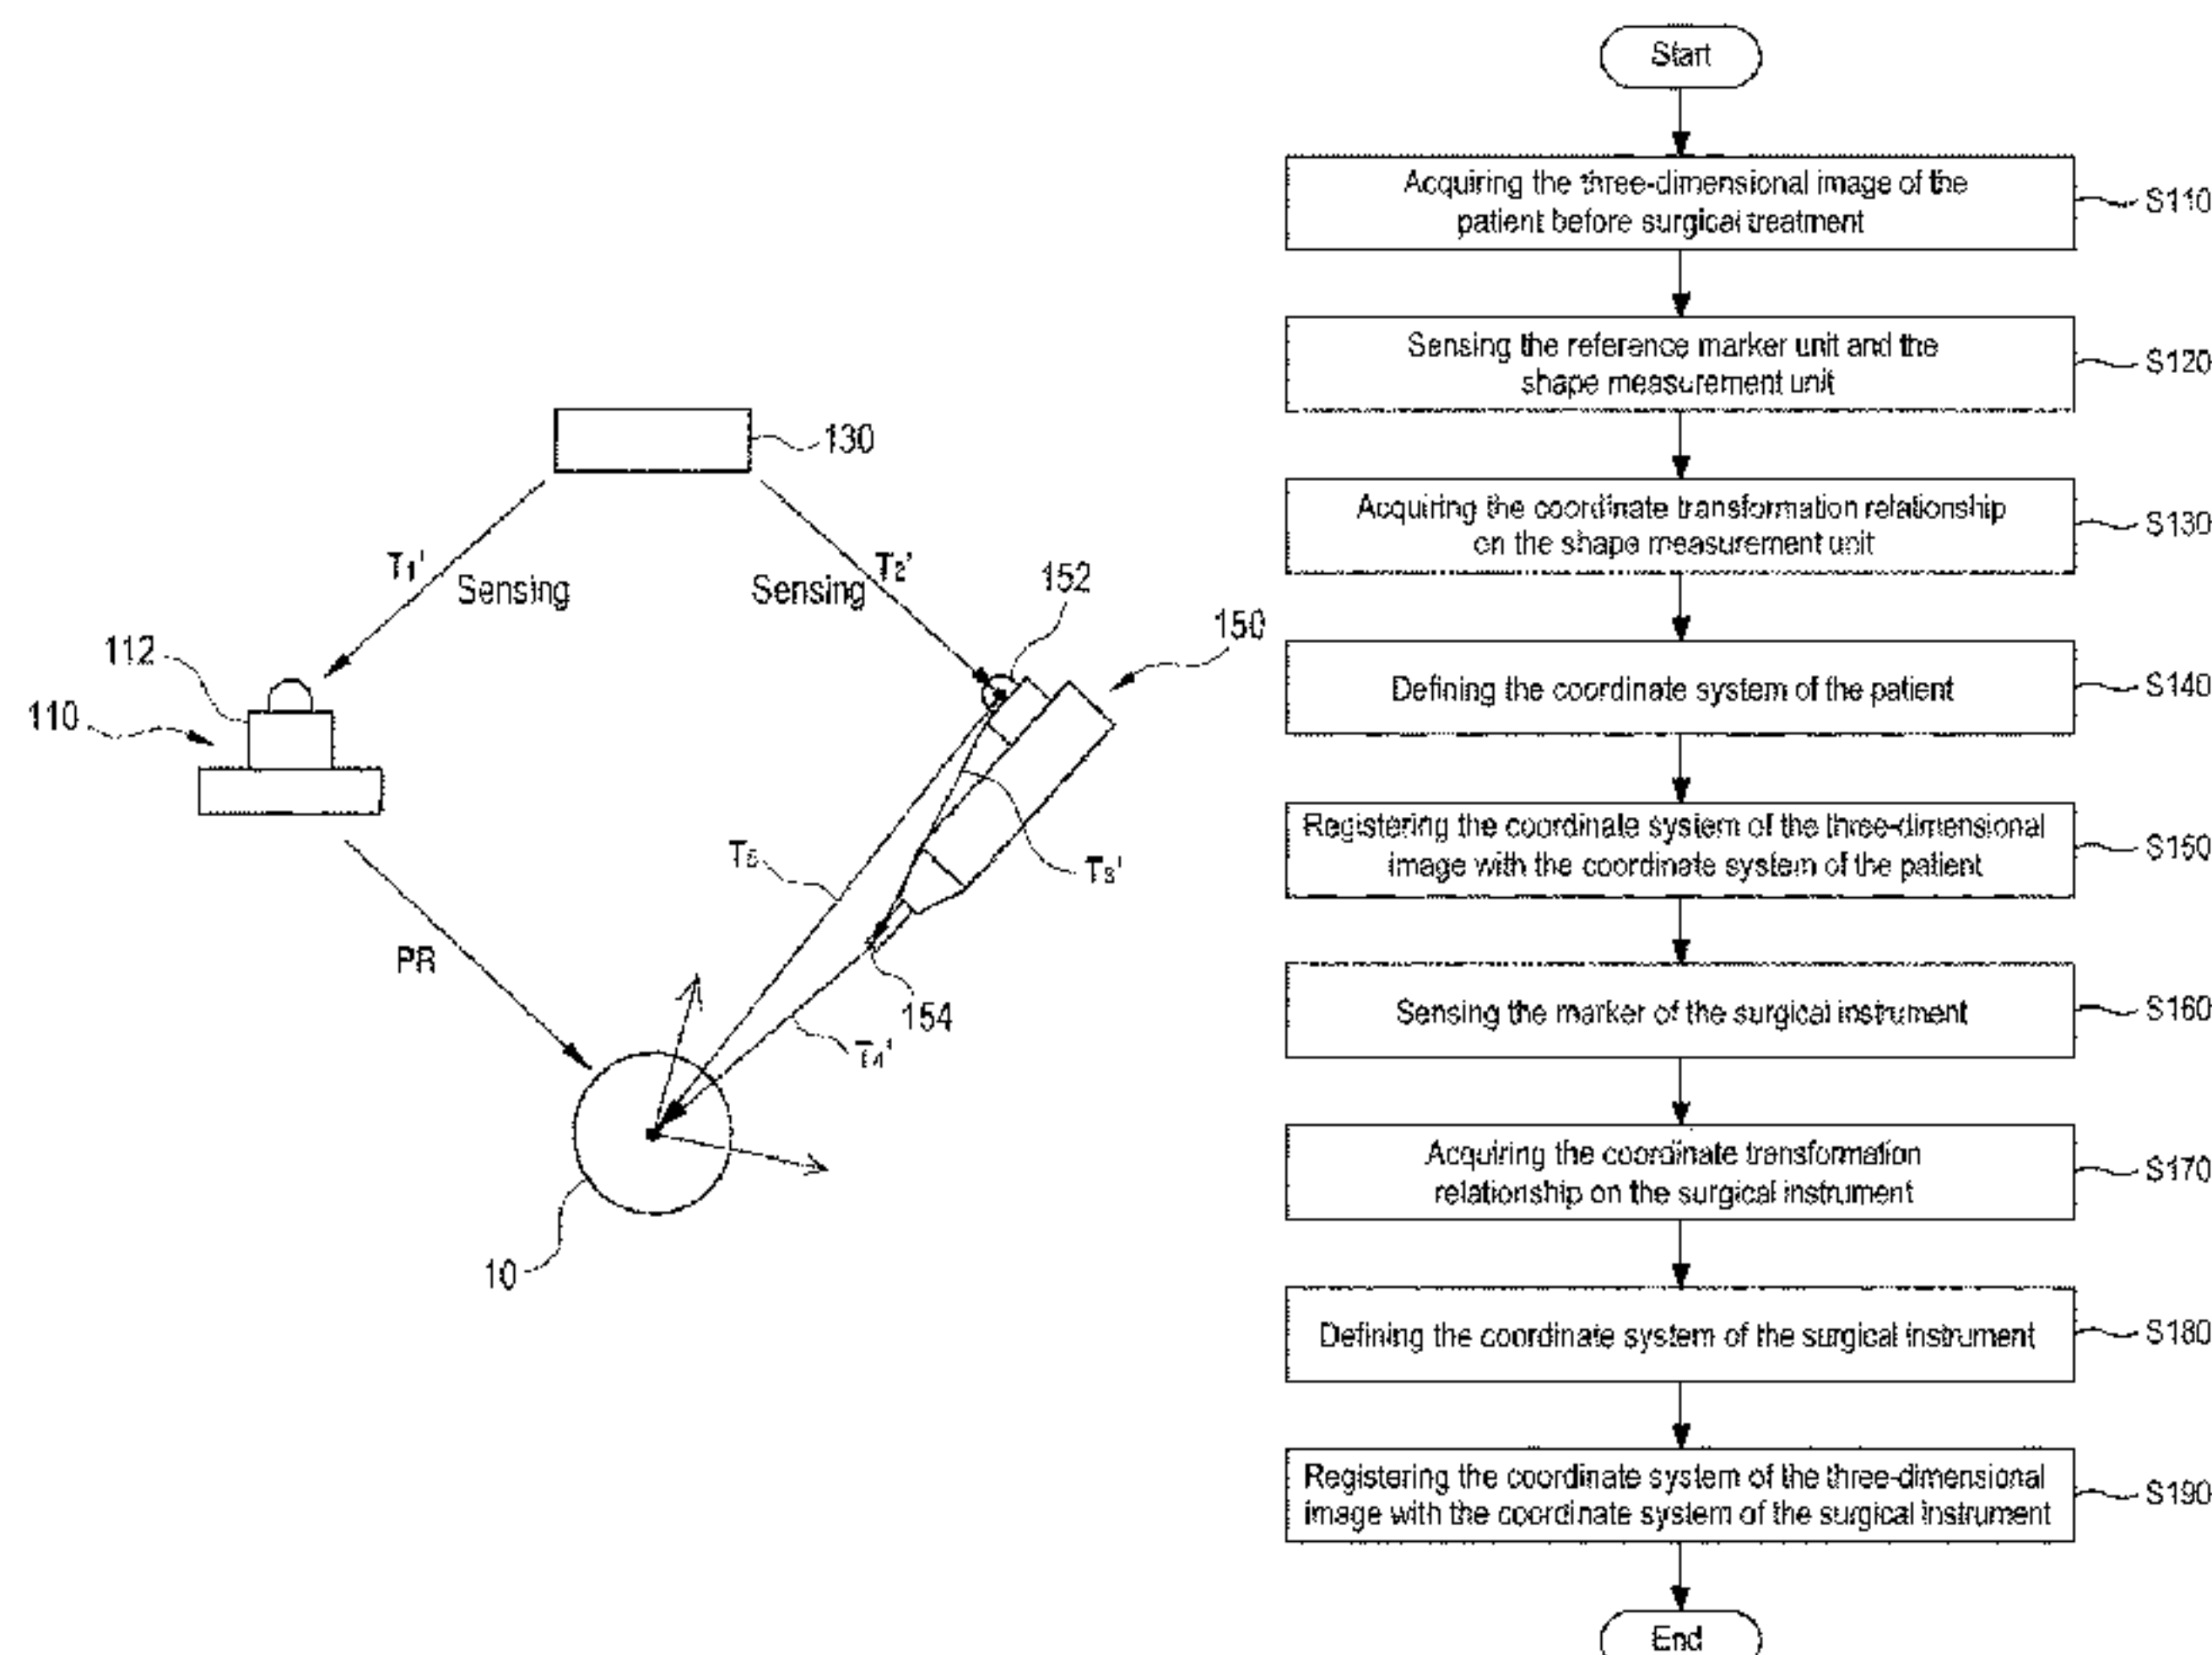 130
T₁'
Sensing
Sensing
T₂'
152
150
112
110
T₅
T₃'
PR
154
T₄'
10
Start
Acquiring the three-dimensional image of the
patient before surgical treatment
S110
Sensing the reference marker unit and the
shape measurement unit
S120
Acquiring the coordinate transformation relationship
on the shape measurement unit
S130
Defining the coordinate system of the patient
S140
Registering the coordinate system of the three-dimensional
image with the coordinate system of the patient
S150
Sensing the marker of the surgical instrument
S160
Acquiring the coordinate transformation
relationship on the surgical instrument
S170
Defining the coordinate system of the surgical instrument
S180
Registering the coordinate system of the three-dimensional
image with the coordinate system of the surgical instrument
S190
End